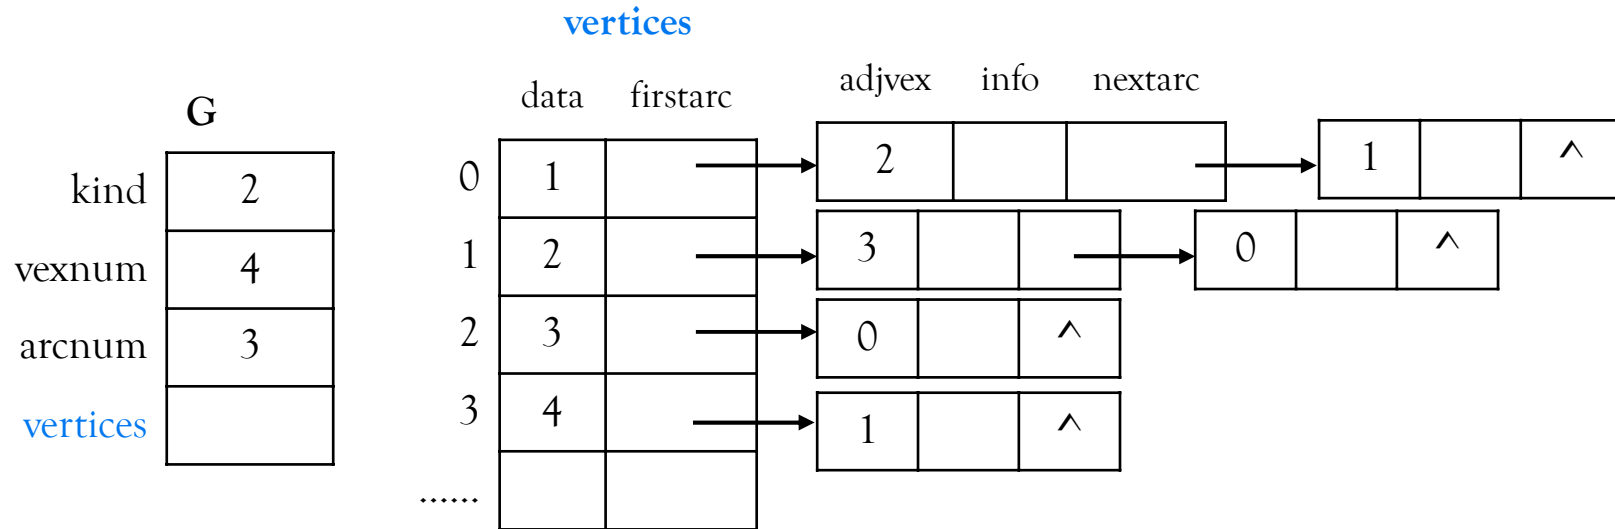 vertices
G
data firstarc
adjvex info nextarc
kind 2
vexnum 4
arcnum 3
vertices
0 1 2 1 ^
1 2 3 0 ^
2 3 0 ^
3 4 1 ^
......